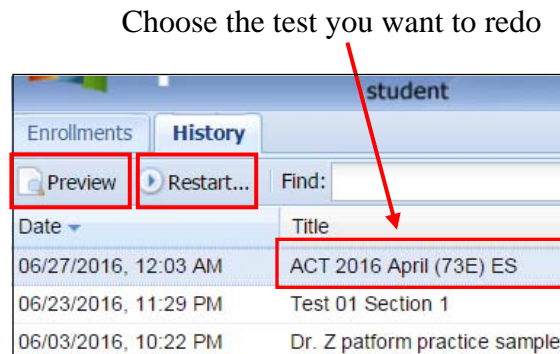 Choose the test you want to redo
student
Enrollments History
Preview Restart... Find:
Date Title
06/27/2016, 12:03 AM ACT 2016 April (73E) ES
06/23/2016, 11:29 PM Test 01 Section 1
06/03/2016, 10:22 PM Dr. Z patform practice sample